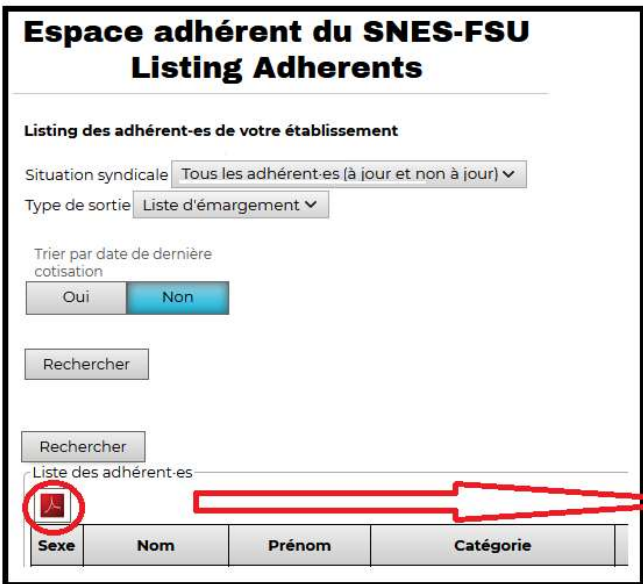 Espace adhérent du SNES-FSU
Listing Adherents
Listing des adhérent-es de votre établissement
Situation syndicale Tous les adhérent·es (à jour et non à jour)
Type de sortie Liste d'émargement
Trier par date de dernière
cotisation
Oui Non
Rechercher
Rechercher
Liste des adhérent·es
Sexe Nom Prénom Catégorie